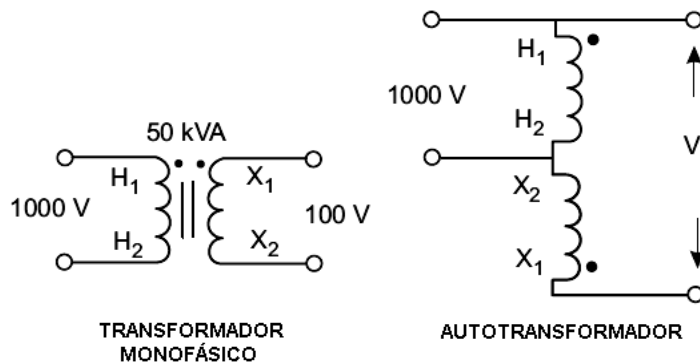 50 kVA
1000 V
H1
H2
X1
X2
100 V
TRANSFORMADOR
MONOFÁSICO
1000 V
H1
H2
X2
X1
V
AUTOTRANSFORMADOR